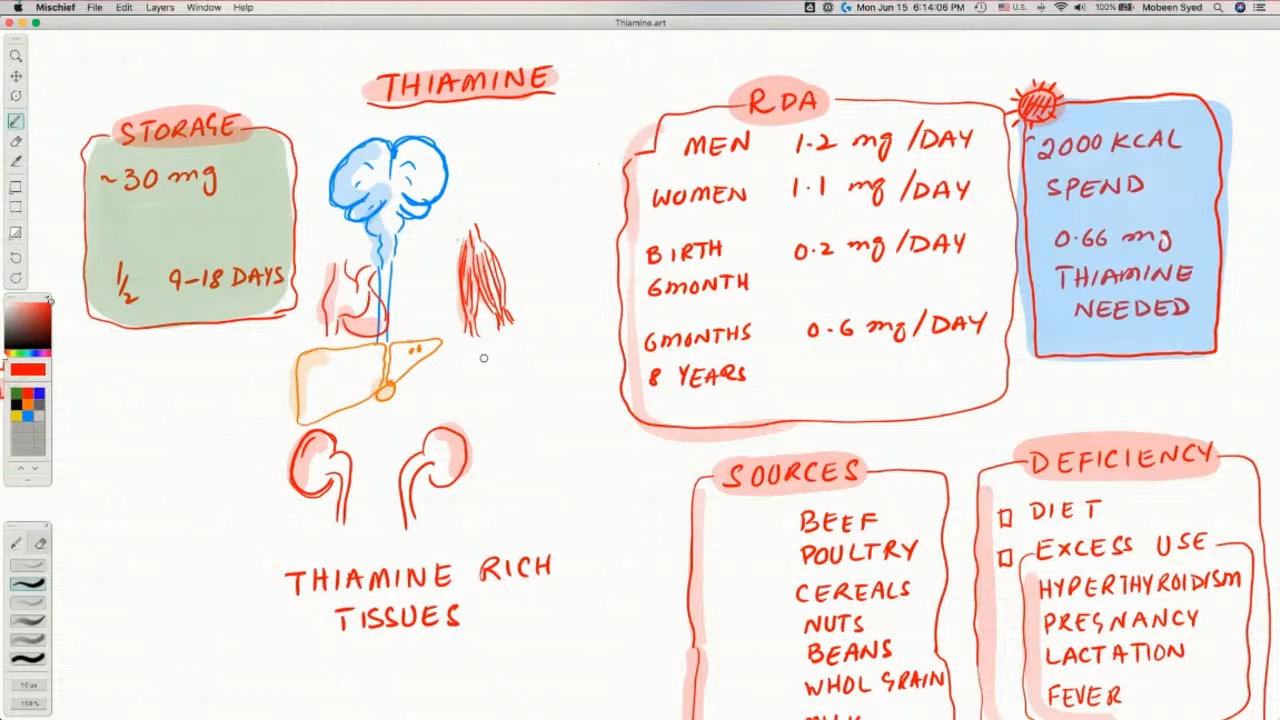 Mischief File Edit Layers Window Help
U.S. 100% Mon Jun 15 6:14:06 PM Mobeen Syed
Thiamine.art
THIAMINE
STORAGE
~30 mg
1/2 9-18 DAYS
THIAMINE RICH
TISSUES
RDA
MEN 1.2 mg/DAY
WOMEN 1.1 mg/DAY
BIRTH 0.2 mg/DAY
6MONTH
6MONTHS 0.6 mg/DAY
8 YEARS
2000 KCAL
SPEND
0.66 mg
THIAMINE
NEEDED
SOURCES
BEEF
POULTRY
CEREALS
NUTS
BEANS
WHOL GRAIN
MILK
DEFICIENCY
DIET
EXCESS USE
HYPERTHYROIDISM
PREGNANCY
LACTATION
FEVER
100%